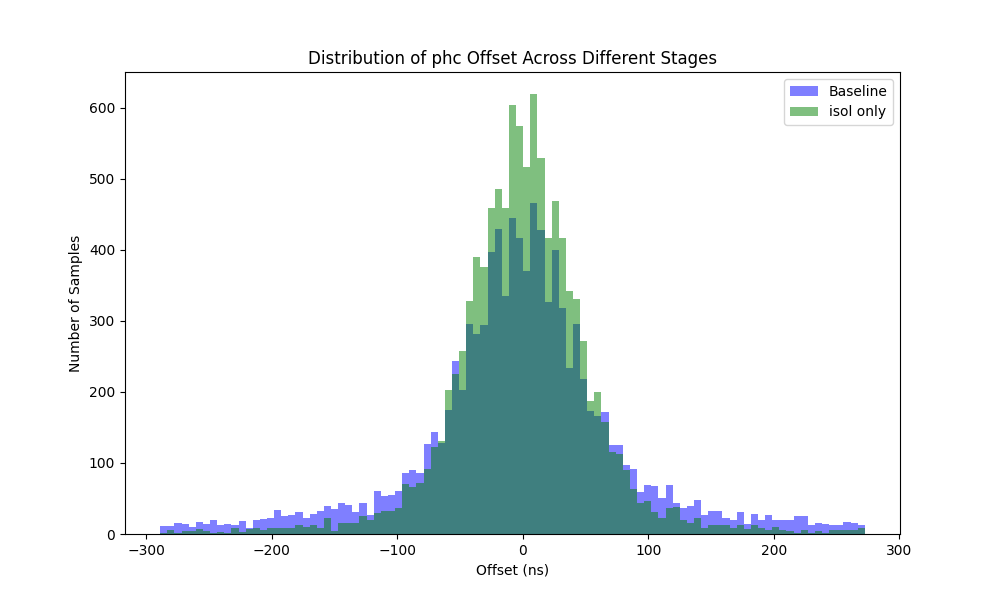 Distribution of phc Offset Across Different Stages
Baseline
isol only
Number of Samples
600
500
400
300
200
100
0
−300
−200
−100
0
100
200
300
Offset (ns)